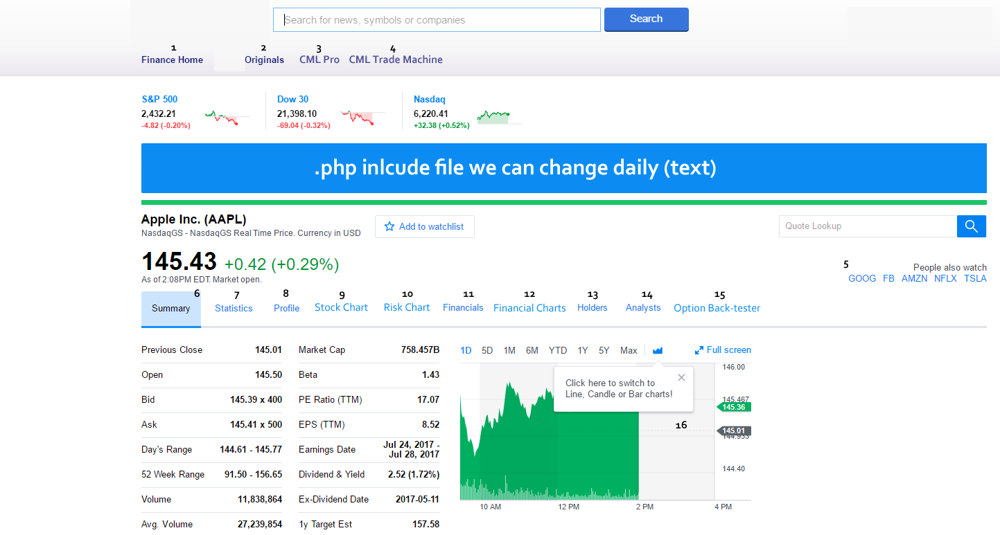 Search for news, symbols or companies
Search
1 2 3 4
Finance Home Originals CML Pro CML Trade Machine
S&P 500 Dow 30 Nasdaq
2,432.21 21,398.10 6,220.41
-4.82 (-0.20%) -69.04 (-0.32%) +32.38 (+0.52%)
.php inlcude file we can change daily (text)
Apple Inc. (AAPL)
NasdaqGS - NasdaqGS Real Time Price. Currency in USD
Add to watchlist
Quote Lookup
145.43 +0.42 (+0.29%)
As of 2:08PM EDT. Market open.
5 People also watch
GOOG FB AMZN NFLX TSLA
6 7 8 9 10 11 12 13 14 15
Summary Statistics Profile Stock Chart Risk Chart Financials Financial Charts Holders Analysts Option Back-tester
Previous Close 145.01
Open 145.50
Bid 145.39 x 400
Ask 145.41 x 500
Day's Range 144.61 - 145.77
52 Week Range 91.50 - 156.65
Volume 11,838,864
Avg. Volume 27,239,854
Market Cap 758.457B
Beta 1.43
PE Ratio (TTM) 17.07
EPS (TTM) 8.52
Earnings Date Jul 24, 2017 -
Jul 28, 2017
Dividend & Yield 2.52 (1.72%)
Ex-Dividend Date 2017-05-11
1y Target Est 157.58
1D 5D 1M 6M YTD 1Y 5Y Max Full screen
Click here to switch to
Line, Candle or Bar charts!
16
146.00
145.467
145.36
145.01
144.933
144.40
10 AM 12 PM 2 PM 4 PM